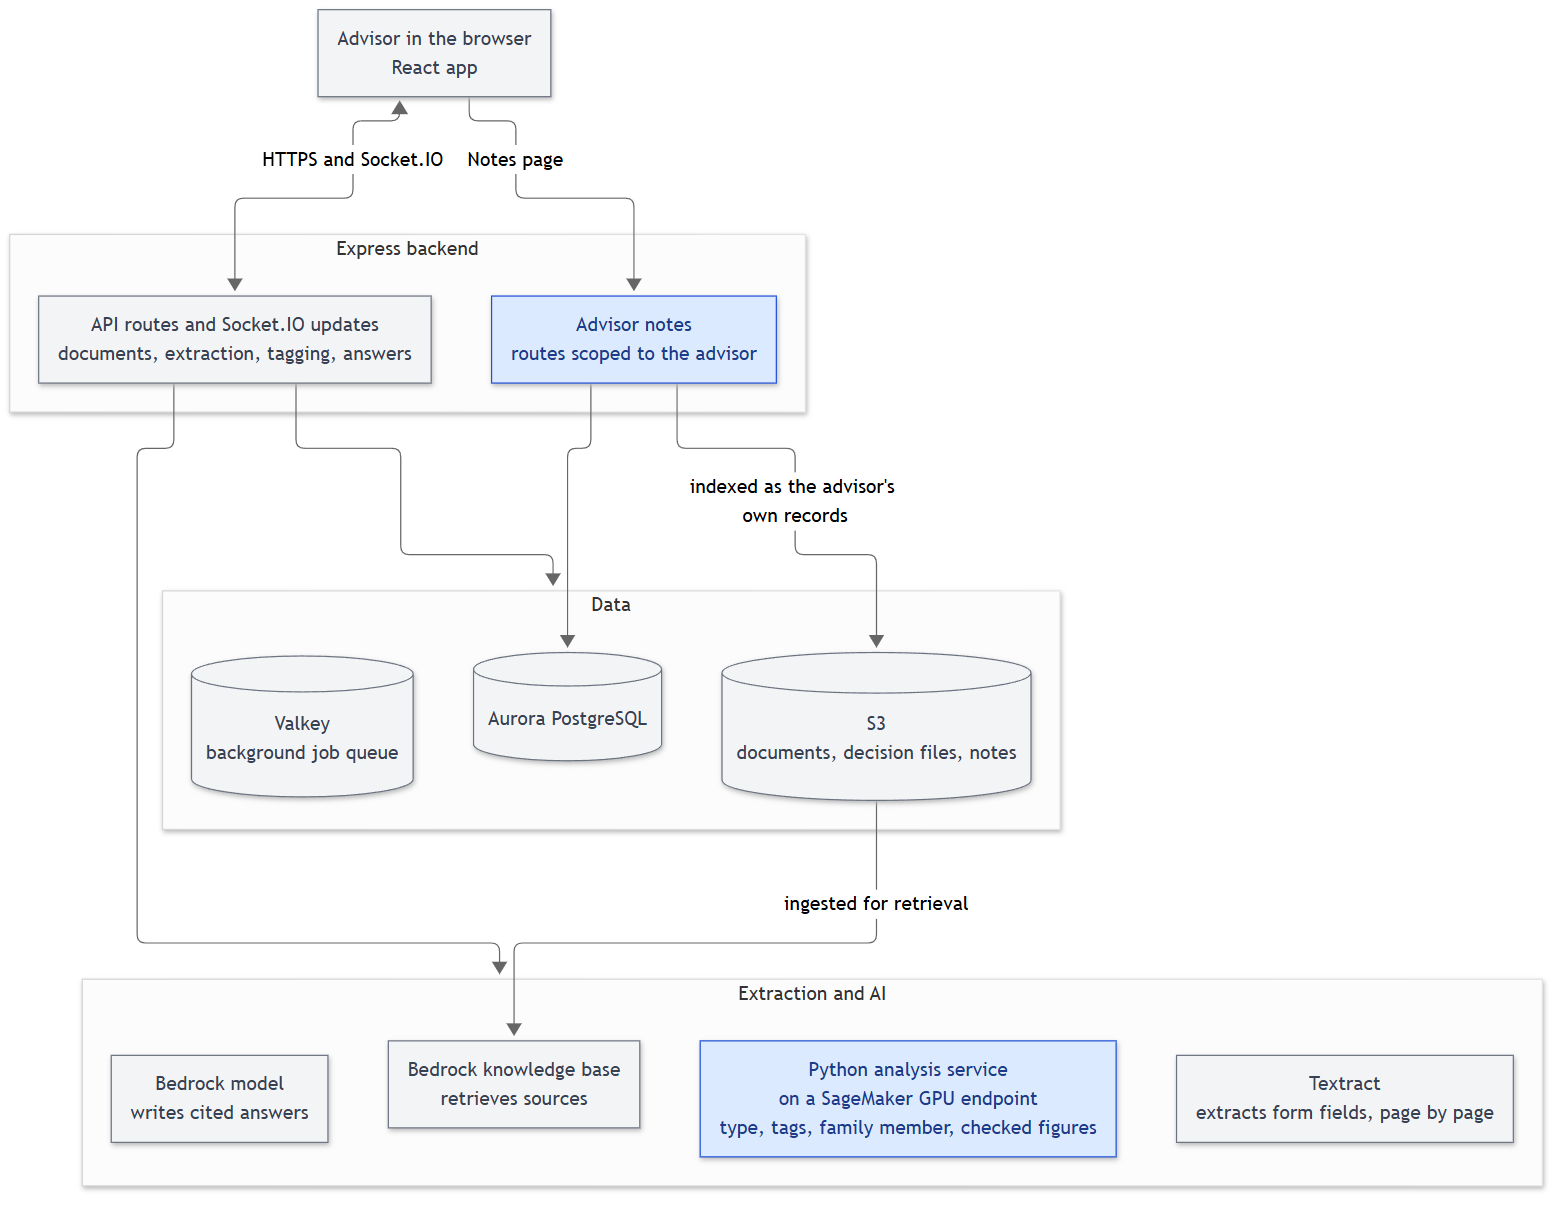 Advisor in the browser
React app
HTTPS and Socket.IO
Notes page
Express backend
API routes and Socket.IO updates
documents, extraction, tagging, answers
Advisor notes
routes scoped to the advisor
indexed as the advisor's
own records
Data
Valkey
background job queue
Aurora PostgreSQL
S3
documents, decision files, notes
ingested for retrieval
Extraction and AI
Bedrock model
writes cited answers
Bedrock knowledge base
retrieves sources
Python analysis service
on a SageMaker GPU endpoint
type, tags, family member, checked figures
Textract
extracts form fields, page by page